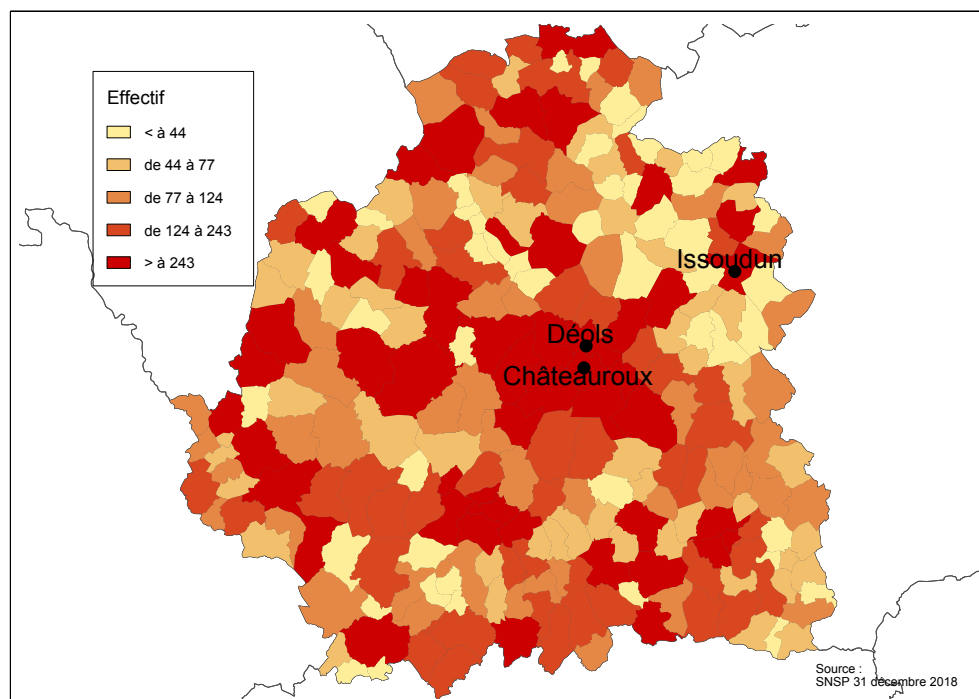 Effectif
< à 44
de 44 à 77
de 77 à 124
de 124 à 243
> à 243
Issoudun
Déols
Châteauroux
Source :
SNSP 31 décembre 2018